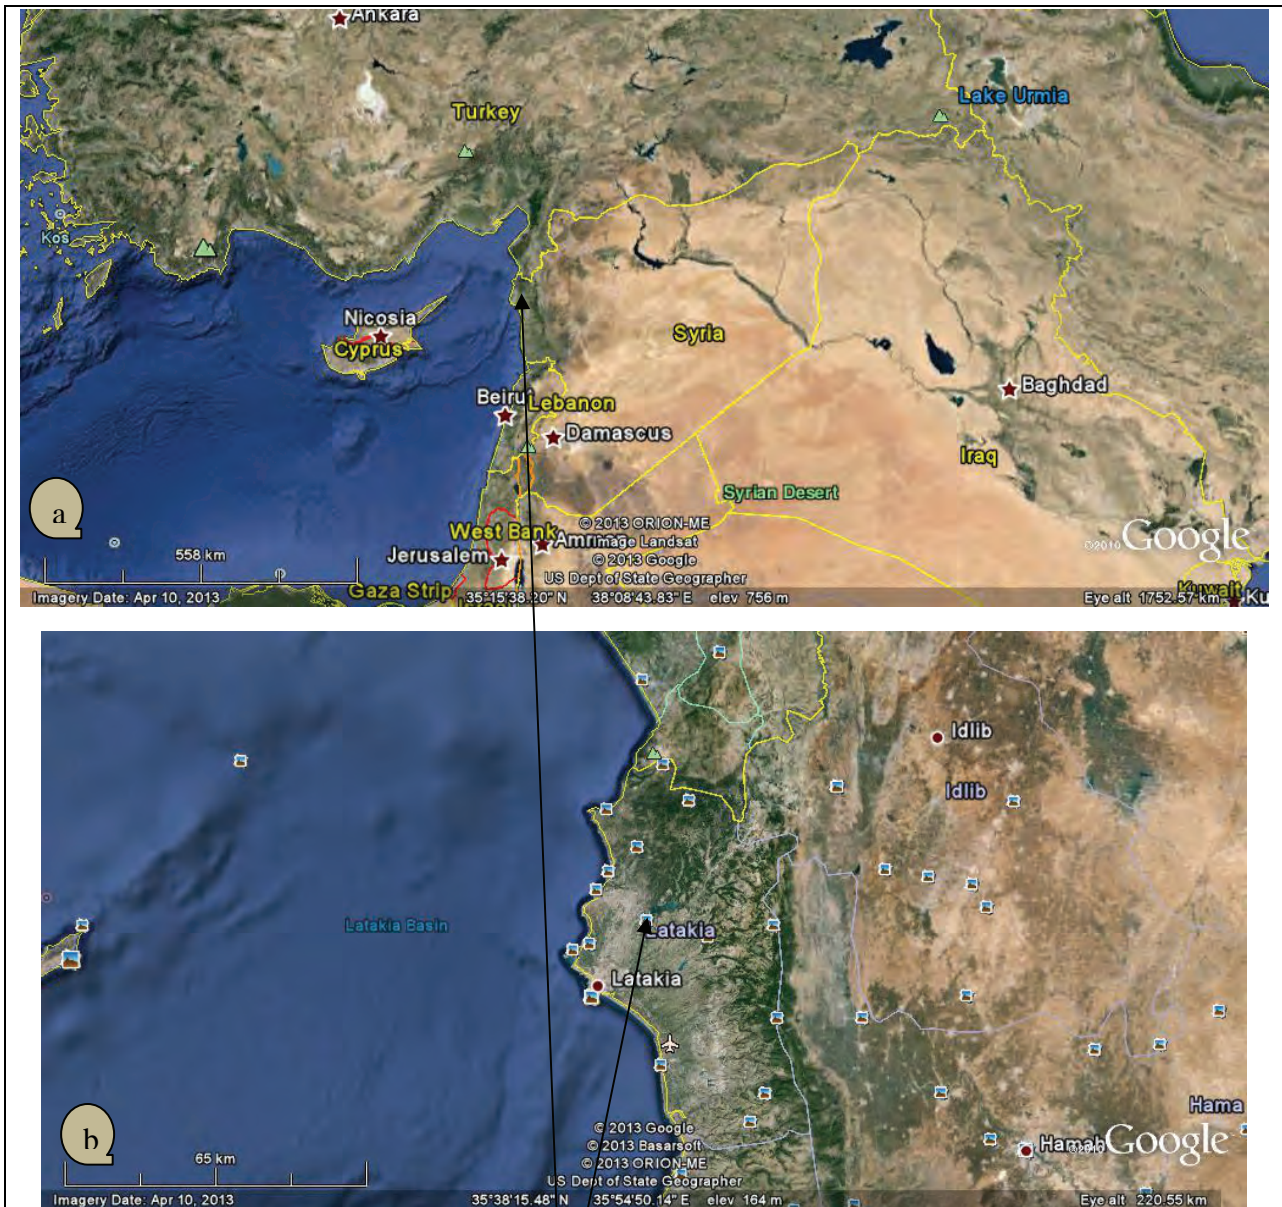 Ankara
Lake Urmia
Turkey
Kos
Nicosia
Cyprus
Syria
Beirut
Lebanon
Baghdad
Damascus
Iraq
Syrian Desert
a
© 2013 ORION-ME
West Bank
Image Landsat
© 2010 Google
558 km
Jerusalem
© 2013 Google
US Dept of State Geographer
Gaza Strip
Kuwait
Imagery Date: Apr 10, 2013
35°15'38.20" N 38°08'43.83" E elev 756 m
Eye alt 1752.57 km
Ku
Idlib
Idlib
Latakia Basin
Latakia
Latakia
Hama
b
© 2013 Google
Hamah
Google
© 2013 Basarsoft
65 km
© 2013 ORION-ME
US Dept of State Geographer
Imagery Date: Apr 10, 2013
35°38'15.48" N 35°54'50.14" E elev 164 m
Eye alt 220.55 km